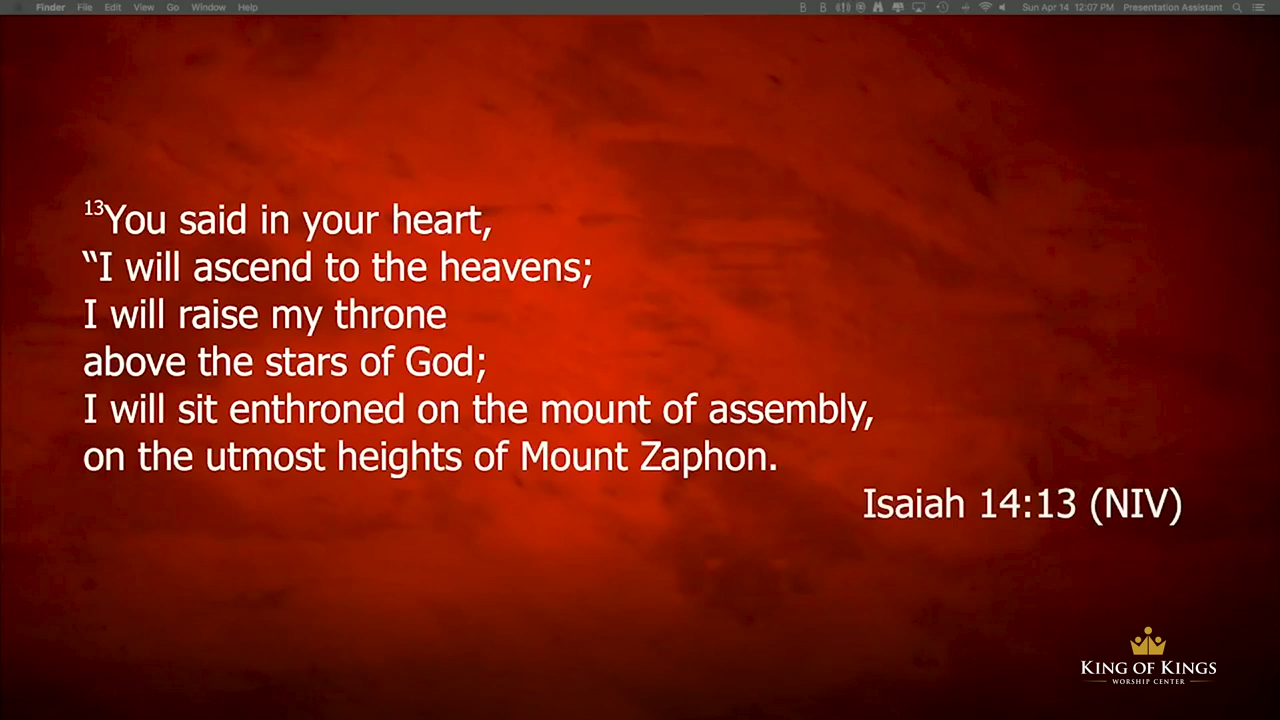 Finder File Edit View Go Window Help Sun Apr 14 12:07 PM Presentation Assistant
13You said in your heart,
“I will ascend to the heavens;
I will raise my throne
above the stars of God;
I will sit enthroned on the mount of assembly,
on the utmost heights of Mount Zaphon.
Isaiah 14:13 (NIV)
KING OF KINGS
WORSHIP CENTER